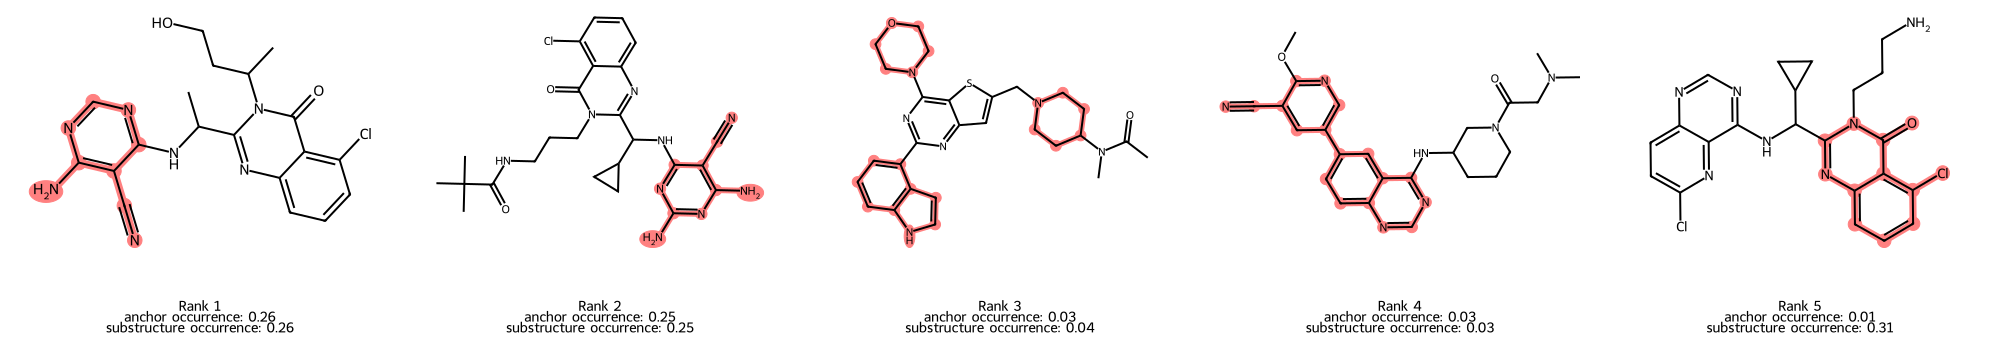 HO
N
N
H₂N
N
H
N
N
N
O
Cl
Rank 1
anchor occurrence: 0.26
substructure occurrence: 0.26
Cl
O
N
N
HN
O
NH
N
N
N
NH₂
H₂N
Rank 2
anchor occurrence: 0.25
substructure occurrence: 0.25
O
N
S
N
N
N
N
O
N
H
Rank 3
anchor occurrence: 0.03
substructure occurrence: 0.04
O
N
N
HN
N
N
N
O
N
Rank 4
anchor occurrence: 0.03
substructure occurrence: 0.03
NH₂
N
N
N
N
H
N
O
N
Cl
Cl
Rank 5
anchor occurrence: 0.01
substructure occurrence: 0.31